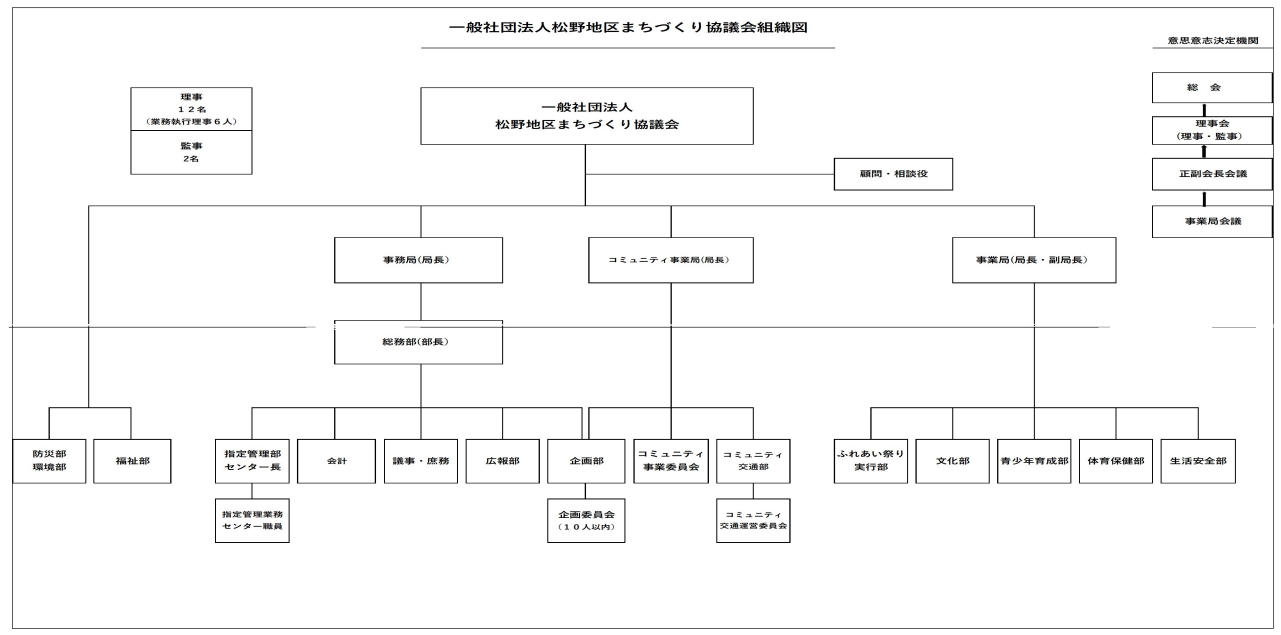 一般社団法人松野地区まちづくり協議会組織図
意思意志決定機関
理事
１２名
（業務執行理事６人）
監事
2名
一般社団法人
松野地区まちづくり協議会
総　会
理事会
（理事・監事）
顧問・相談役
正副会長会議
事業局会議
事務局(局長）
コミュニティ事業局(局長）
事業局(局長・副局長）
総務部(部長）
防災部
環境部
福祉部
指定管理部
センター長
会計
議事・庶務
広報部
企画部
コミュニティ
事業委員会
コミュニティ
交通部
ふれあい祭り
実行部
文化部
青少年育成部
体育保健部
生活安全部
指定管理業務
センター職員
企画委員会
（１０人以内）
コミュニティ
交通運営委員会